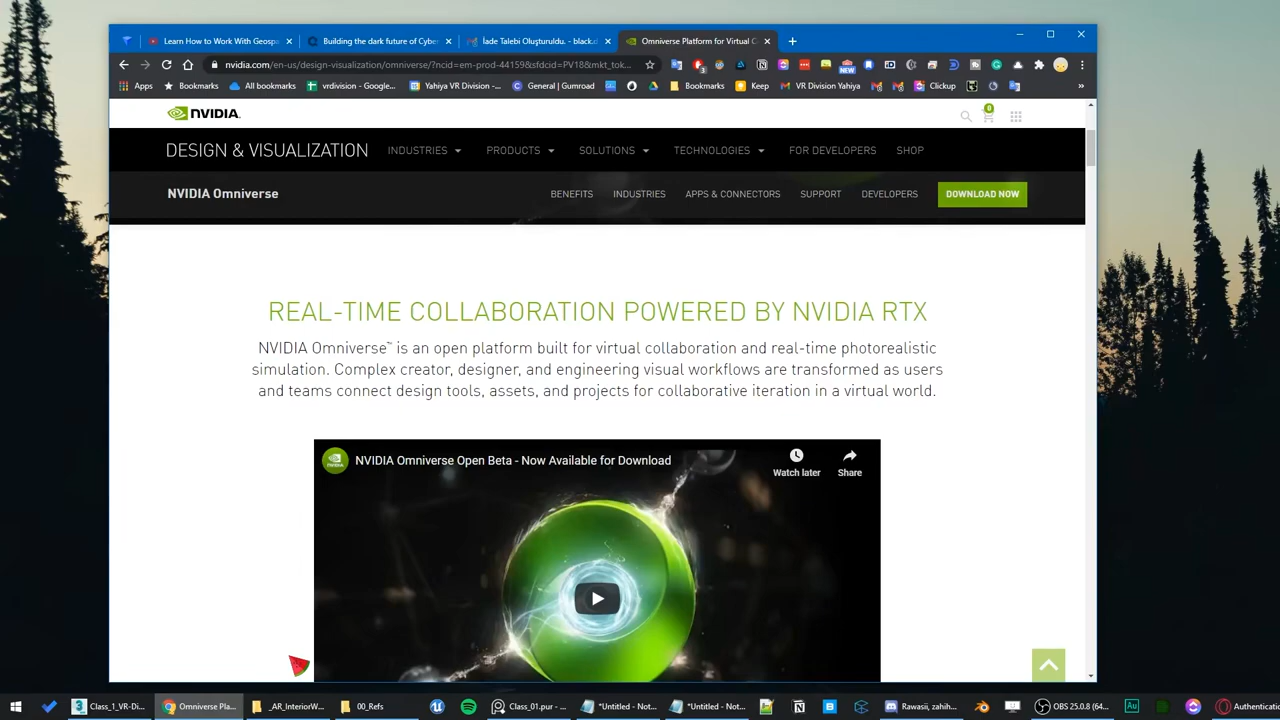 Learn How to Work With Geosp
Building the dark future of Cyber
İade Talebi Oluşturuldu. - black.d
Omniverse Platform for Virtual C
nvidia.com/en-us/design-visualization/omniverse/?ncid=em-prod-44159&sfdcid=PV18&mkt_tok...
3
NEW
Apps
Bookmarks
All bookmarks
vrdivision - Google...
Yahiya VR Division -...
General | Gumroad
Bookmarks
Keep
VR Division Yahiya
Clickup
»
NVIDIA.
0
DESIGN & VISUALIZATION
INDUSTRIES
PRODUCTS
SOLUTIONS
TECHNOLOGIES
FOR DEVELOPERS
SHOP
NVIDIA Omniverse
BENEFITS
INDUSTRIES
APPS & CONNECTORS
SUPPORT
DEVELOPERS
DOWNLOAD NOW
REAL-TIME COLLABORATION POWERED BY NVIDIA RTX
NVIDIA Omniverse™ is an open platform built for virtual collaboration and real-time photorealistic
simulation. Complex creator, designer, and engineering visual workflows are transformed as users
and teams connect design tools, assets, and projects for collaborative iteration in a virtual world.
NVIDIA Omniverse Open Beta - Now Available for Download
Watch later
Share
Class_1_VR-Di...
Omniverse Pla...
_AR_InteriorW...
00_Refs
Class_01.pur - ...
*Untitled - Not...
*Untitled - Not...
Rawasii, zahih...
OBS 25.0.8 (64...
Au
Authentication